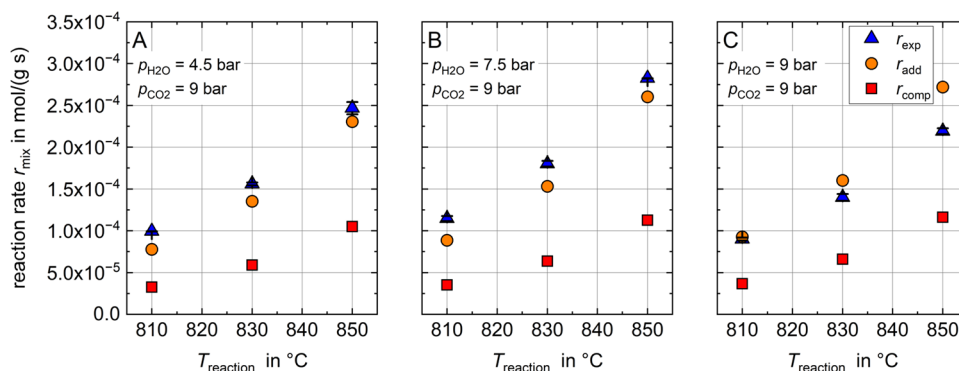 3.5x10⁻⁴
3.0x10⁻⁴
2.5x10⁻⁴
2.0x10⁻⁴
1.5x10⁻⁴
1.0x10⁻⁴
5.0x10⁻⁵
0.0
reaction rate r_mix in mol/(g s)
A
p_H2O = 4.5 bar
p_CO2 = 9 bar
810 820 830 840 850
T_reaction in °C
B
p_H2O = 7.5 bar
p_CO2 = 9 bar
810 820 830 840 850
T_reaction in °C
C
p_H2O = 9 bar
p_CO2 = 9 bar
r_exp
r_add
r_comp
810 820 830 840 850
T_reaction in °C